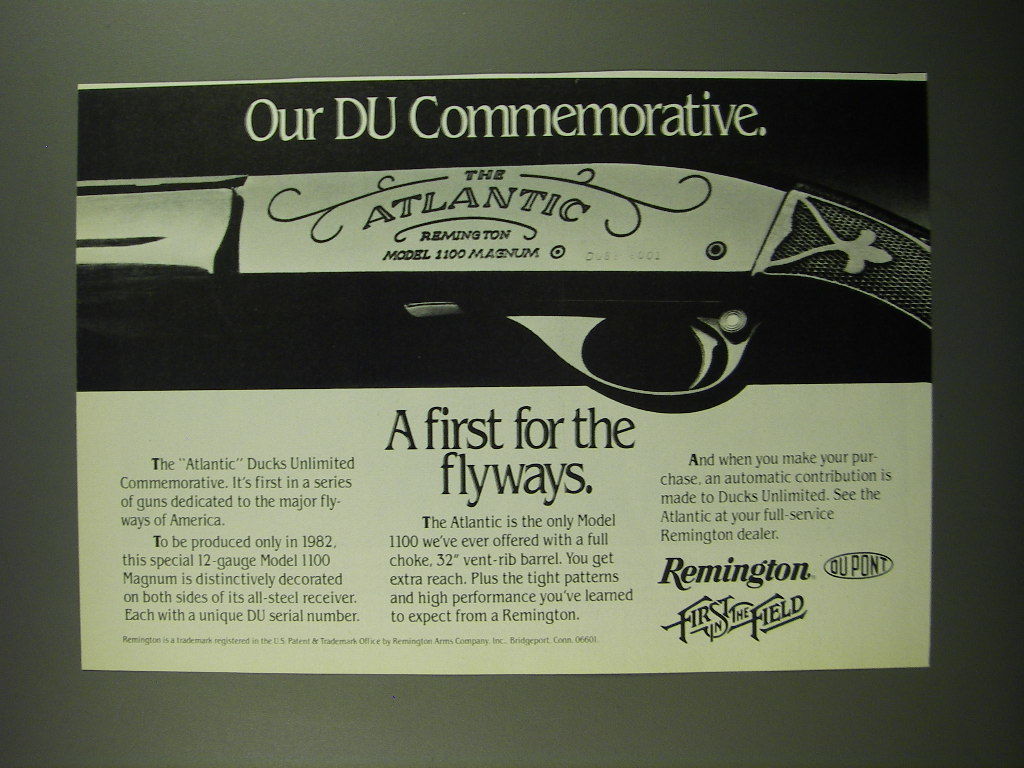 Our DU Commemorative.
THE
ATLANTIC
REMINGTON
MODEL 1100 MAGNUM
A first for the
flyways.
The "Atlantic" Ducks Unlimited
Commemorative. It's first in a series
of guns dedicated to the major fly-
ways of America.
To be produced only in 1982,
this special 12-gauge Model 1100
Magnum is distinctively decorated
on both sides of its all-steel receiver.
Each with a unique DU serial number.
The Atlantic is the only Model
1100 we've ever offered with a full
choke, 32" vent-rib barrel. You get
extra reach. Plus the tight patterns
and high performance you've learned
to expect from a Remington.
And when you make your pur-
chase, an automatic contribution is
made to Ducks Unlimited. See the
Atlantic at your full-service
Remington dealer.
Remington®
DU PONT
FIRST IN THE FIELD
Remington is a trademark registered in the U.S. Patent & Trademark Office by Remington Arms Company, Inc., Bridgeport, Conn. 06601.